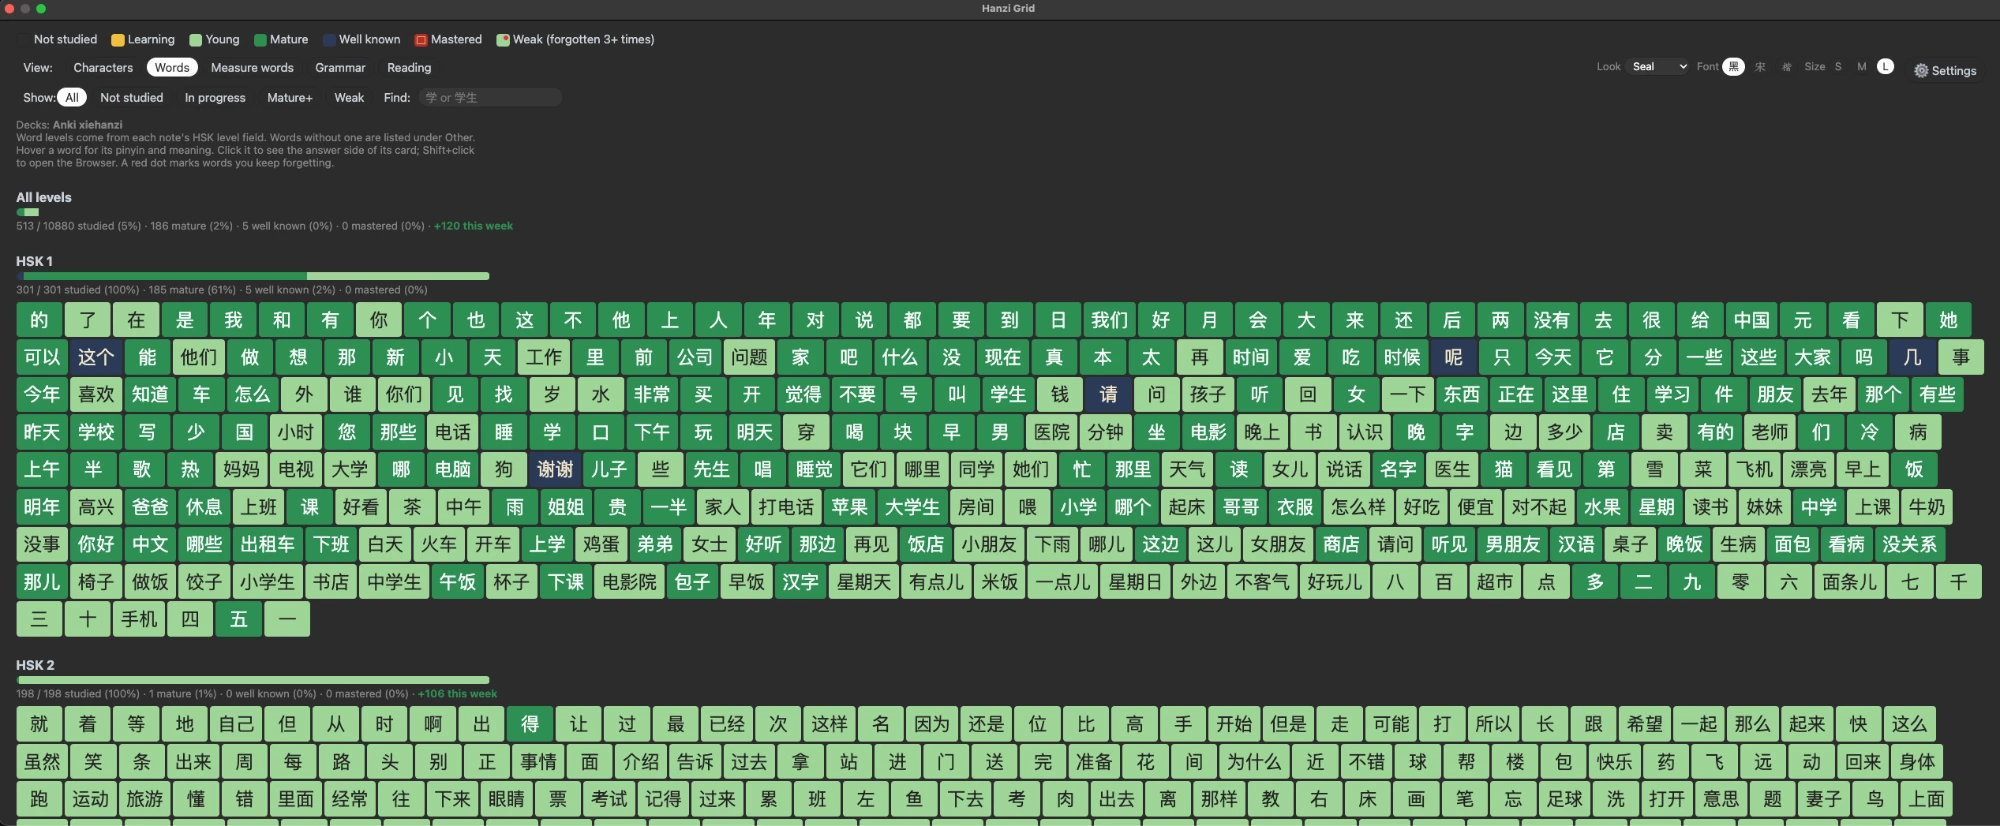 Hanzi Grid
Not studied Learning Young Mature Well known Mastered Weak (forgotten 3+ times)
View: Characters Words Measure words Grammar Reading
Look Seal Font 黑 宋 楷 Size S M L Settings
Show: All Not studied In progress Mature+ Weak Find: 学 or 学生
Decks: Anki xiehanzi
Word levels come from each note's HSK level field. Words without one are listed under Other.
Hover a word for its pinyin and meaning. Click it to see the answer side of its card; Shift+click
to open the Browser. A red dot marks words you keep forgetting.
All levels
513 / 10880 studied (5%) · 186 mature (2%) · 5 well known (0%) · 0 mastered (0%) · +120 this week
HSK 1
301 / 301 studied (100%) · 185 mature (61%) · 5 well known (2%) · 0 mastered (0%)
的 了 在 是 我 和 有 你 个 也 这 不 他 上 人 年 对 说 都 要 到 日 我们 好 月 会 大 来 还 后 两 没有 去 很 给 中国 元 看 下 她
可以 这个 能 他们 做 想 那 新 小 天 工作 里 前 公司 问题 家 吧 什么 没 现在 真 本 太 再 时间 爱 吃 时候 呢 只 今天 它 分 一些 这些 大家 吗 几 事
今年 喜欢 知道 车 怎么 外 谁 你们 见 找 岁 水 非常 买 开 觉得 不要 号 叫 学生 钱 请 问 孩子 听 回 女 一下 东西 正在 这里 住 学习 件 朋友 去年 那个 有些
昨天 学校 写 少 国 小时 您 那些 电话 睡 学 口 下午 玩 明天 穿 喝 块 早 男 医院 分钟 坐 电影 晚上 书 认识 晚 字 边 多少 店 卖 有的 老师 们 冷 病
上午 半 歌 热 妈妈 电视 大学 哪 电脑 狗 谢谢 儿子 些 先生 唱 睡觉 它们 哪里 同学 她们 忙 那里 天气 读 女儿 说话 名字 医生 猫 看见 第 雪 菜 飞机 漂亮 早上 饭
明年 高兴 爸爸 休息 上班 课 好看 茶 中午 雨 姐姐 贵 一半 家人 打电话 苹果 大学生 房间 喂 小学 哪个 起床 哥哥 衣服 怎么样 好吃 便宜 对不起 水果 星期 读书 妹妹 中学 上课 牛奶
没事 你好 中文 哪些 出租车 下班 白天 火车 开车 上学 鸡蛋 弟弟 女士 好听 那边 再见 饭店 小朋友 下雨 哪儿 这边 这儿 女朋友 商店 请问 听见 男朋友 汉语 桌子 晚饭 生病 面包 看病 没关系
那儿 椅子 做饭 饺子 小学生 书店 中学生 午饭 杯子 下课 电影院 包子 早饭 汉字 星期天 有点儿 米饭 一点儿 星期日 外边 不客气 好玩儿 八 百 超市 点 多 二 九 零 六 面条儿 七 千
三 十 手机 四 五 一
HSK 2
198 / 198 studied (100%) · 1 mature (1%) · 0 well known (0%) · 0 mastered (0%) · +106 this week
就 着 等 地 自己 但 从 时 啊 出 得 让 过 最 已经 次 这样 名 因为 还是 位 比 高 手 开始 但是 走 可能 打 所以 长 跟 希望 一起 那么 起来 快 这么
虽然 笑 条 出来 周 每 路 头 别 正 事情 面 介绍 告诉 过去 拿 站 进 门 送 完 准备 花 间 为什么 近 不错 球 帮 楼 包 快乐 药 飞 远 动 回来 身体
跑 运动 旅游 懂 错 里面 经常 往 下来 眼睛 票 考试 记得 过来 累 班 左 鱼 下去 考 肉 出去 离 那样 教 右 床 画 笔 忘 足球 洗 打开 意思 题 妻子 鸟 上面